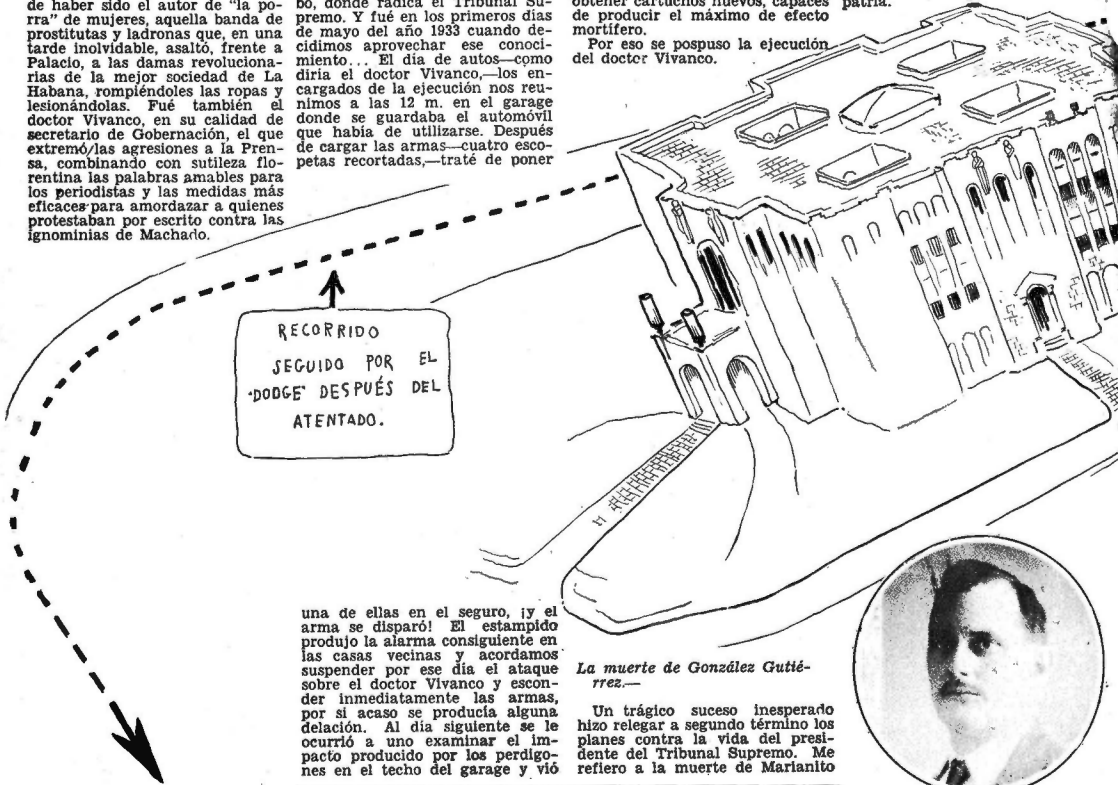 de haber sido el autor de "la po-
rra" de mujeres, aquella banda de
prostitutas y ladronas que, en una
tarde inolvidable, asaltó, frente a
Palacio, a las damas revoluciona-
rias de la mejor sociedad de La
Habana, rompiéndoles las ropas y
lesionándolas. Fué también el
doctor Vivanco, en su calidad de
secretario de Gobernación, el que
extremó las agresiones a la Pren-
sa, combinando con sutileza flo-
rentina las palabras amables para
los periodistas y las medidas más
eficaces para amordazar a quienes
protestaban por escrito contra las
ignominias de Machado.
bo, donde radica el Tribunal Su-
premo. Y fué en los primeros días
de mayo del año 1933 cuando de-
cidimos aprovechar ese conoci-
miento... El día de autos—como
diría el doctor Vivanco,—los en-
cargados de la ejecución nos reu-
nimos a las 12 m. en el garage
donde se guardaba el automóvil
que había de utilizarse. Después
de cargar las armas—cuatro esco-
petas recortadas,—traté de poner
una de ellas en el seguro, ¡y el
arma se disparó! El estampido
produjo la alarma consiguiente en
las casas vecinas y acordamos
suspender por ese día el ataque
sobre el doctor Vivanco y escon-
der inmediatamente las armas,
por si acaso se producía alguna
delación. Al día siguiente se le
ocurrió a uno examinar el im-
pacto producido por los perdigo-
nes en el techo del garage y vió
obtener cartuchos nuevos, capaces
de producir el máximo de efecto
mortífero.
Por eso se pospuso la ejecución
del doctor Vivanco.
La muerte de González Gutié-
rrez.—
Un trágico suceso inesperado
hizo relegar a segundo término los
planes contra la vida del presi-
dente del Tribunal Supremo. Me
refiero a la muerte de Marianito
patria.
RECORRIDO
SEGUIDO POR EL
"DODGE" DESPUÉS DEL
ATENTADO.